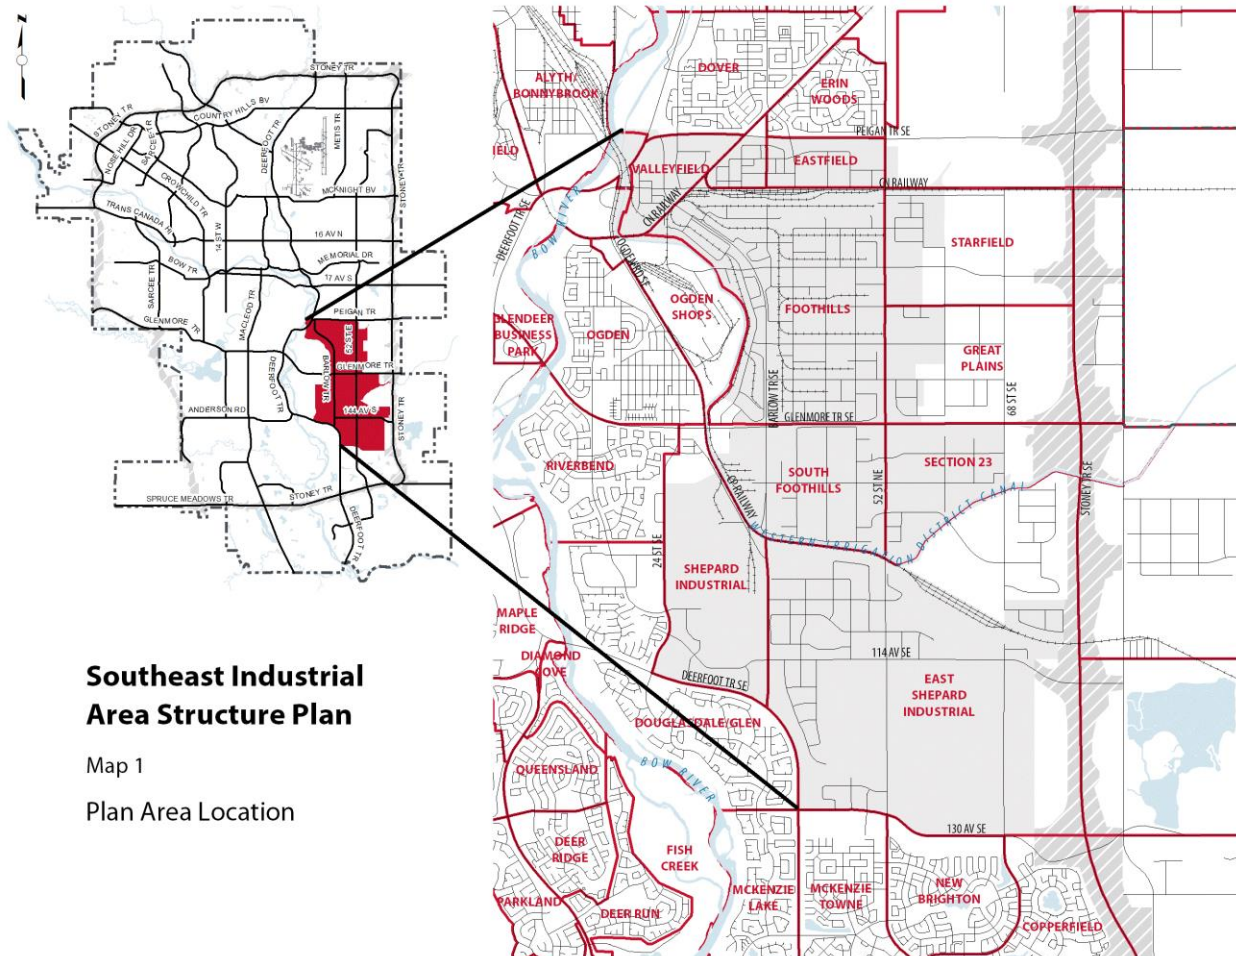 N
STONEY TR
COUNTRY HILLS BV
STONEY TR
SARCEE TR
NOSE HILL DR
DEERFOOT TR
METIS TR
CROWCHILD TR
MCKNIGHT BV
STONEY TR
TRANS CANADA HI
14 ST W
16 AV N
MEMORIAL DR
BOW TR
17 AV S
SARCEE TR
MACLEOD TR
PEIGAN TR
GLENMORE TR
52 ST E
GLENMORE TR
BARLOW TR
DEERFOOT TR
ANDERSON RD
144 AV S
STONEY TR
SPRUCE MEADOWS TR
STONEY TR
DEERFOOT TR
Southeast Industrial
Area Structure Plan
Map 1
Plan Area Location
ALYTH/
BONNYBROOK
DOVER
ERIN
WOODS
PEIGAN TR SE
IELD
VALLEYFIELD
EASTFIELD
CN RAILWAY
CN RAILWAY
DEERFOOT TR SE
BOW RIVER
OGDEN RD SE
STARFIELD
OGDEN
SHOPS
FOOTHILLS
GLENDEER
BUSINESS
PARK
OGDEN
GREAT
PLAINS
BARLOW TR SE
68 ST SE
GLENMORE TR SE
RIVERBEND
SOUTH
FOOTHILLS
SECTION 23
52 ST NE
STONEY TR SE
CP RAILWAY
WESTERN IRRIGATION DISTRICT CANAL
24 ST SE
SHEPARD
INDUSTRIAL
MAPLE
RIDGE
DIAMOND
COVE
114 AV SE
DEERFOOT TR SE
EAST
SHEPARD
INDUSTRIAL
DOUGLASDALE/GLEN
QUEENSLAND
BOW RIVER
130 AV SE
DEER
RIDGE
FISH
CREEK
MCKENZIE
LAKE
MCKENZIE
TOWNE
NEW
BRIGHTON
PARKLAND
DEER RUN
COPPERFIELD